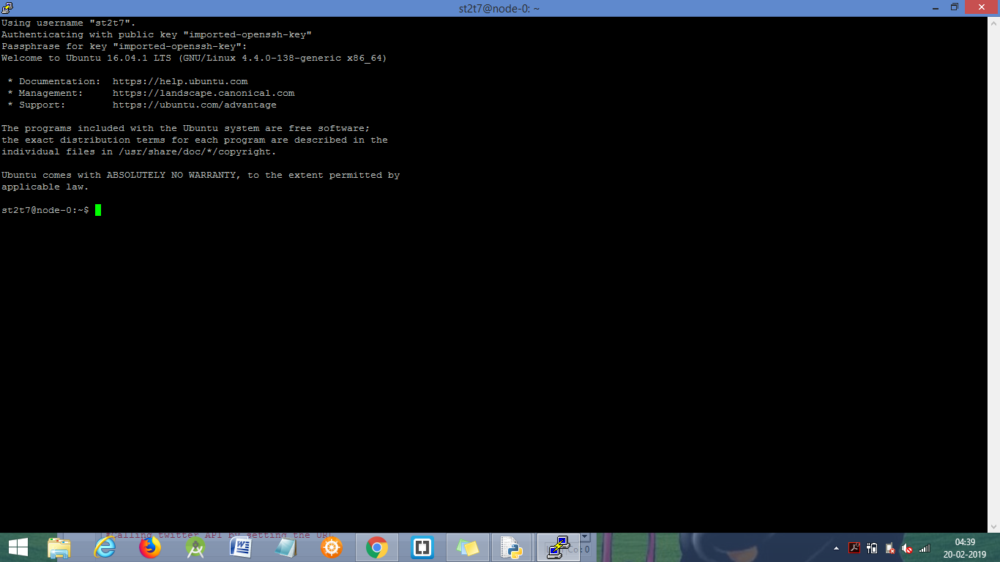 st2t7@node-0: ~
Using username "st2t7".
Authenticating with public key "imported-openssh-key"
Passphrase for key "imported-openssh-key":
Welcome to Ubuntu 16.04.1 LTS (GNU/Linux 4.4.0-138-generic x86_64)
* Documentation:  https://help.ubuntu.com
* Management:     https://landscape.canonical.com
* Support:        https://ubuntu.com/advantage
The programs included with the Ubuntu system are free software;
the exact distribution terms for each program are described in the
individual files in /usr/share/doc/*/copyright.
Ubuntu comes with ABSOLUTELY NO WARRANTY, to the extent permitted by
applicable law.
st2t7@node-0:~$
#Calling twitter API by setting the URL
Co: 0
04:39
20-02-2019